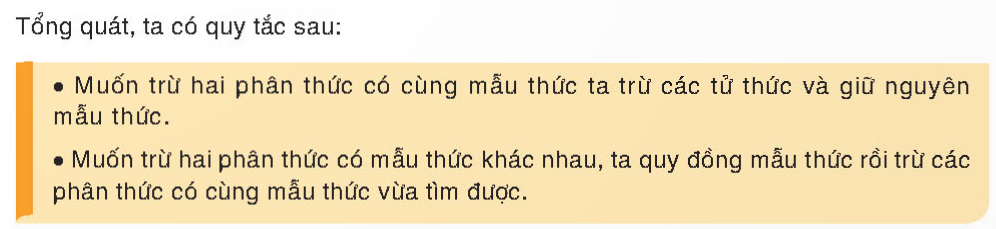 Tổng quát, ta có quy tắc sau:
• Muốn trừ hai phân thức có cùng mẫu thức ta trừ các tử thức và giữ nguyên
mẫu thức.
• Muốn trừ hai phân thức có mẫu thức khác nhau, ta quy đồng mẫu thức rồi trừ các
phân thức có cùng mẫu thức vừa tìm được.